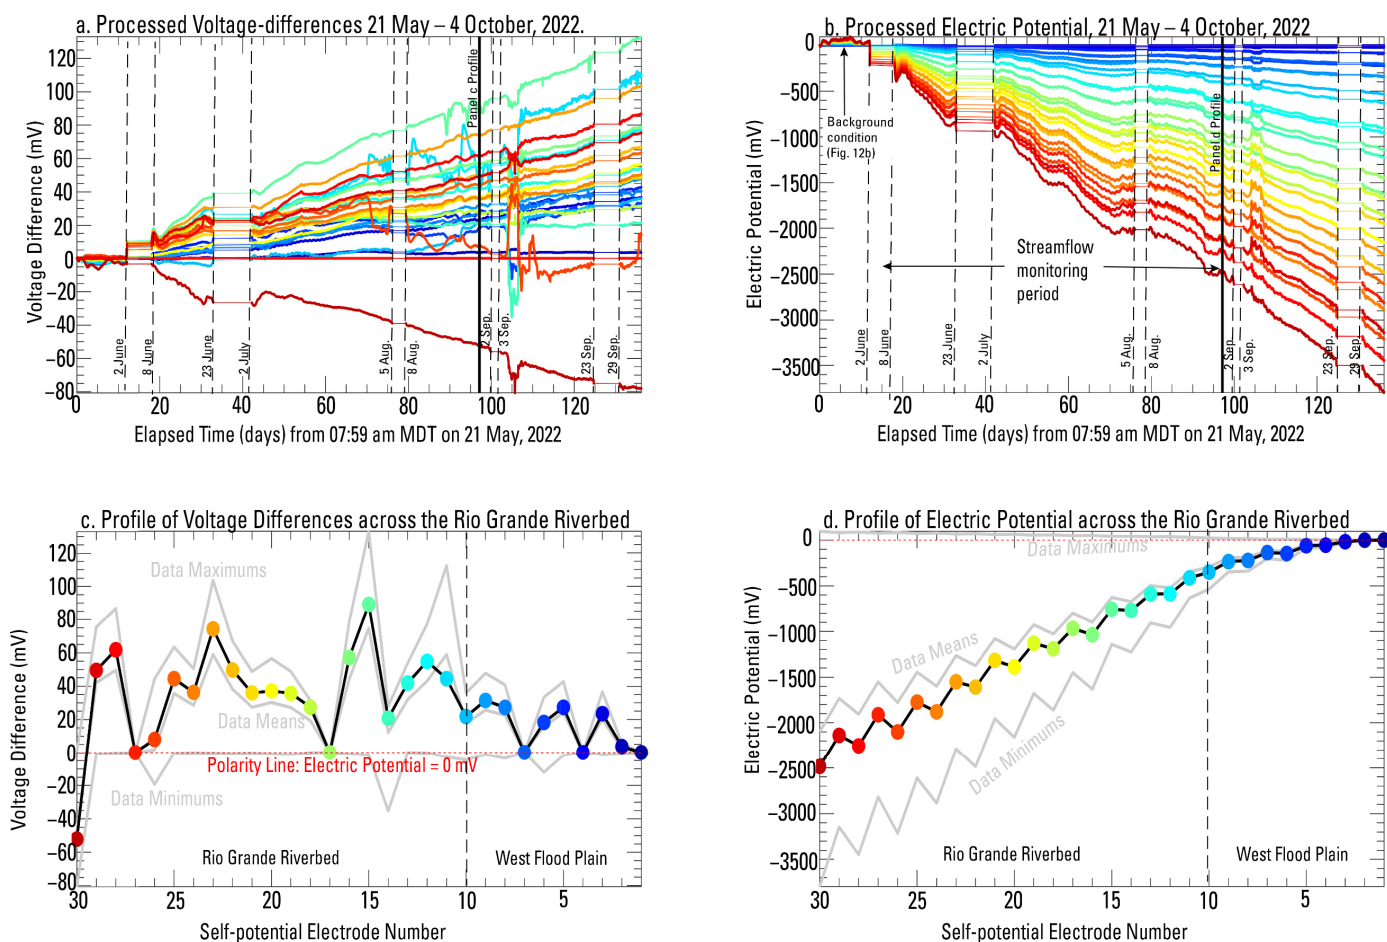 a. Processed Voltage-differences 21 May – 4 October, 2022.
120
100
80
60
40
20
0
−20
−40
−60
−80
Voltage Difference (mV)
Panel c Profile
2 June
8 June
23 June
2 July
5 Aug.
8 Aug.
2 Sep.
3 Sep.
23 Sep.
29 Sep.
0
20
40
60
80
100
120
Elapsed Time (days) from 07:59 am MDT on 21 May, 2022
b. Processed Electric Potential, 21 May – 4 October, 2022
0
−500
−1000
−1500
−2000
−2500
−3000
−3500
Electric Potential (mV)
Background
condition
(Fig. 12b)
Panel d Profile
Streamflow
monitoring
period
2 June
8 June
23 June
2 July
5 Aug.
8 Aug.
2 Sep.
3 Sep.
23 Sep.
29 Sep.
0
20
40
60
80
100
120
Elapsed Time (days) from 07:59 am MDT on 21 May, 2022
c. Profile of Voltage Differences across the Rio Grande Riverbed
120
100
80
60
40
20
0
−20
−40
−60
−80
Voltage Difference (mV)
Data Maximums
Data Means
Polarity Line: Electric Potential = 0 mV
Data Minimums
Rio Grande Riverbed
West Flood Plain
30
25
20
15
10
5
Self-potential Electrode Number
d. Profile of Electric Potential across the Rio Grande Riverbed
0
−500
−1000
−1500
−2000
−2500
−3000
−3500
Electric Potential (mV)
Data Maximums
Data Means
Data Minimums
Rio Grande Riverbed
West Flood Plain
30
25
20
15
10
5
Self-potential Electrode Number